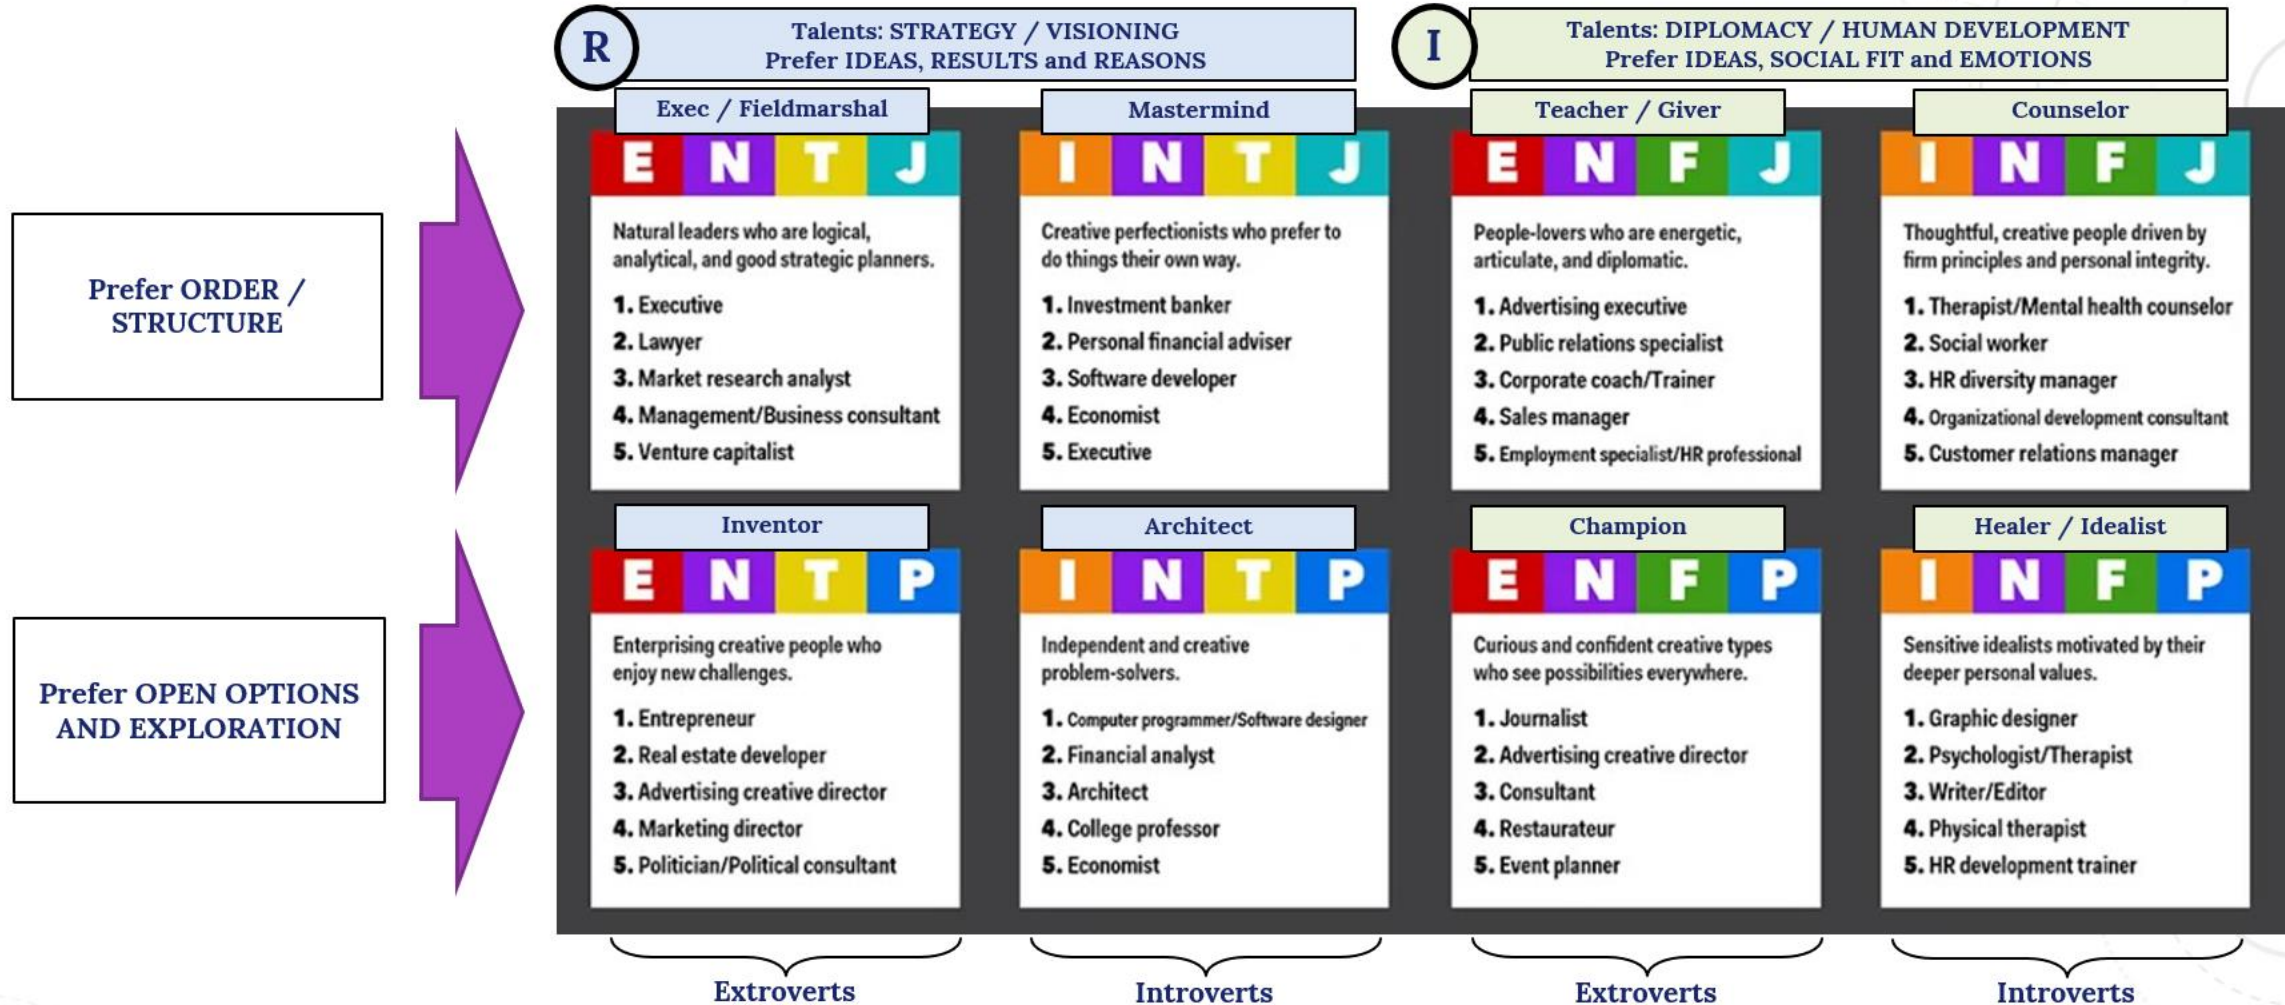 R
Talents: STRATEGY / VISIONING
Prefer IDEAS, RESULTS and REASONS
I
Talents: DIPLOMACY / HUMAN DEVELOPMENT
Prefer IDEAS, SOCIAL FIT and EMOTIONS
Prefer ORDER /
STRUCTURE
Exec / Fieldmarshal
E N T J
Natural leaders who are logical,
analytical, and good strategic planners.
1. Executive
2. Lawyer
3. Market research analyst
4. Management/Business consultant
5. Venture capitalist
Mastermind
I N T J
Creative perfectionists who prefer to
do things their own way.
1. Investment banker
2. Personal financial adviser
3. Software developer
4. Economist
5. Executive
Teacher / Giver
E N F J
People-lovers who are energetic,
articulate, and diplomatic.
1. Advertising executive
2. Public relations specialist
3. Corporate coach/Trainer
4. Sales manager
5. Employment specialist/HR professional
Counselor
I N F J
Thoughtful, creative people driven by
firm principles and personal integrity.
1. Therapist/Mental health counselor
2. Social worker
3. HR diversity manager
4. Organizational development consultant
5. Customer relations manager
Prefer OPEN OPTIONS
AND EXPLORATION
Inventor
E N T P
Enterprising creative people who
enjoy new challenges.
1. Entrepreneur
2. Real estate developer
3. Advertising creative director
4. Marketing director
5. Politician/Political consultant
Architect
I N T P
Independent and creative
problem-solvers.
1. Computer programmer/Software designer
2. Financial analyst
3. Architect
4. College professor
5. Economist
Champion
E N F P
Curious and confident creative types
who see possibilities everywhere.
1. Journalist
2. Advertising creative director
3. Consultant
4. Restaurateur
5. Event planner
Healer / Idealist
I N F P
Sensitive idealists motivated by their
deeper personal values.
1. Graphic designer
2. Psychologist/Therapist
3. Writer/Editor
4. Physical therapist
5. HR development trainer
Extroverts
Introverts
Extroverts
Introverts